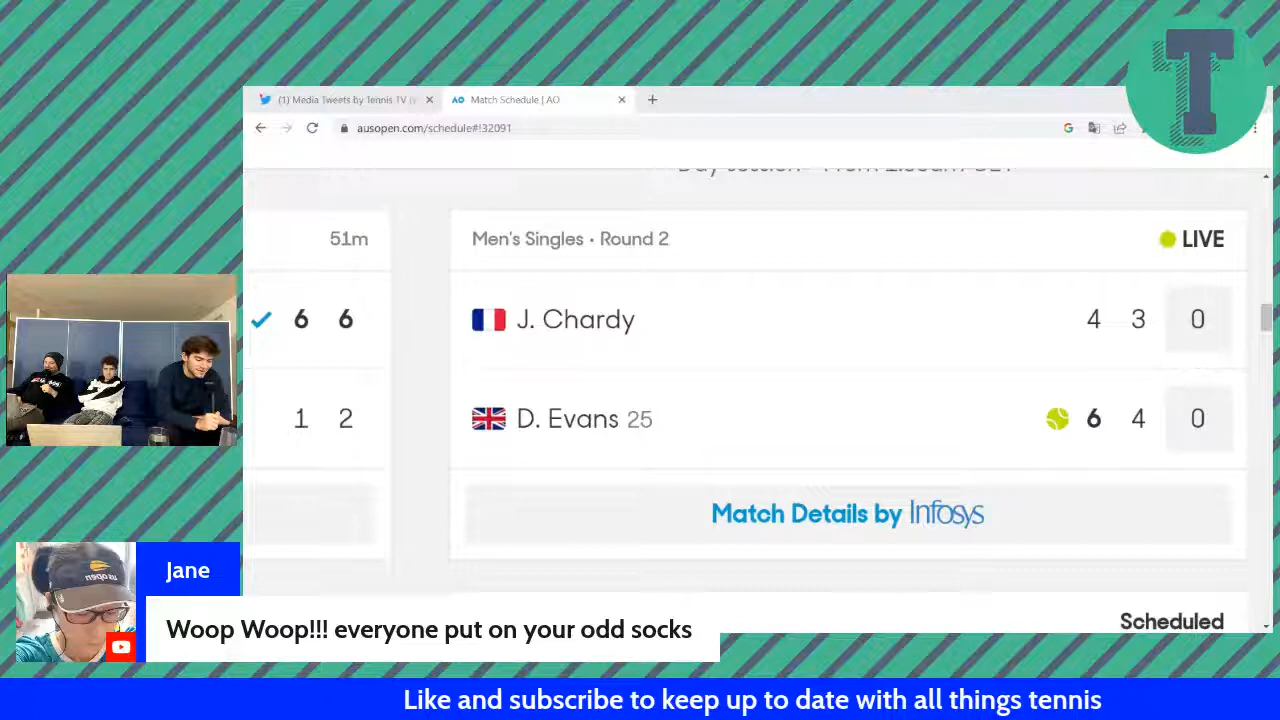 T
(1) Media Tweets by Tennis TV
Match Schedule | AO
ausopen.com/schedule#!32091
51m
Men's Singles • Round 2
LIVE
6 6
J. Chardy 4 3 0
1 2
D. Evans 25 6 4 0
Match Details by Infosys
Scheduled
Jane
Woop Woop!!! everyone put on your odd socks
Like and subscribe to keep up to date with all things tennis